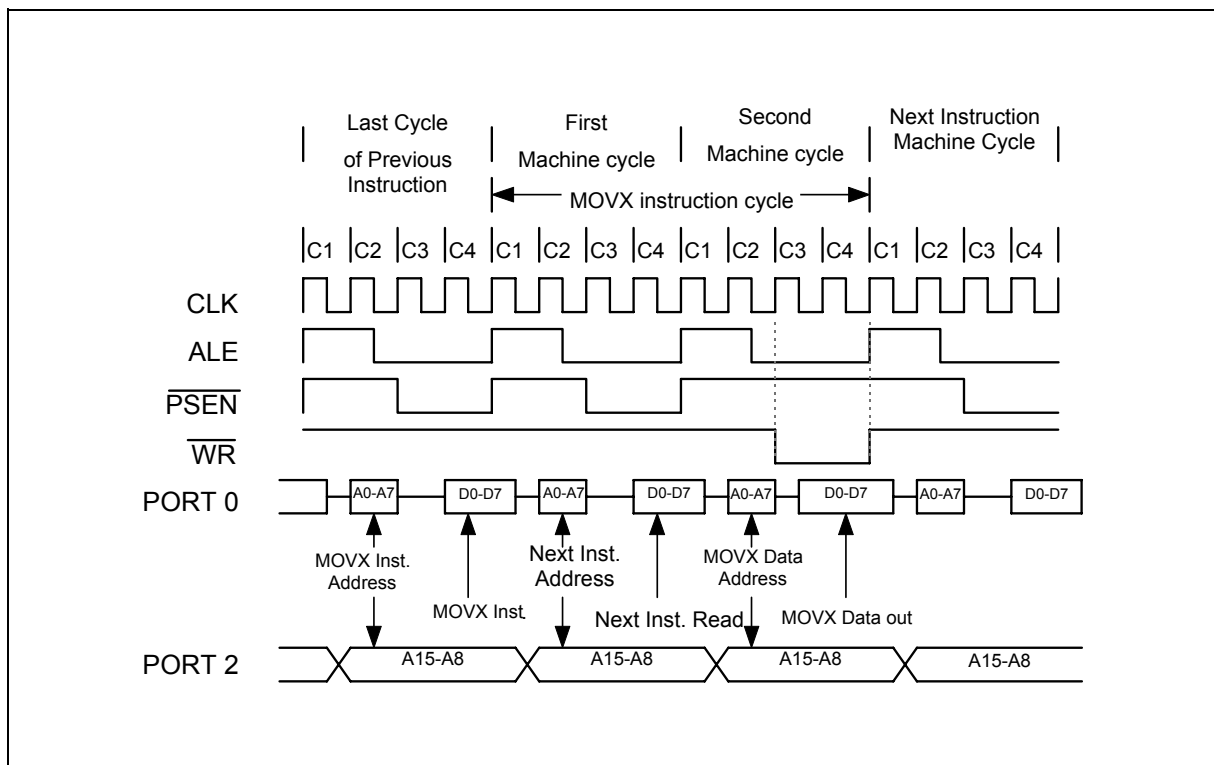 Last Cycle
of Previous
Instruction
First
Machine cycle
Second
Machine cycle
Next Instruction
Machine Cycle
MOVX instruction cycle
C1 C2 C3 C4 C1 C2 C3 C4 C1 C2 C3 C4 C1 C2 C3 C4
CLK
ALE
PSEN
WR
PORT 0
A0-A7 D0-D7 A0-A7 D0-D7 A0-A7 D0-D7 A0-A7 D0-D7
MOVX Inst.
Address
MOVX Inst.
Next Inst.
Address
Next Inst. Read
MOVX Data
Address
MOVX Data out
PORT 2
A15-A8 A15-A8 A15-A8 A15-A8